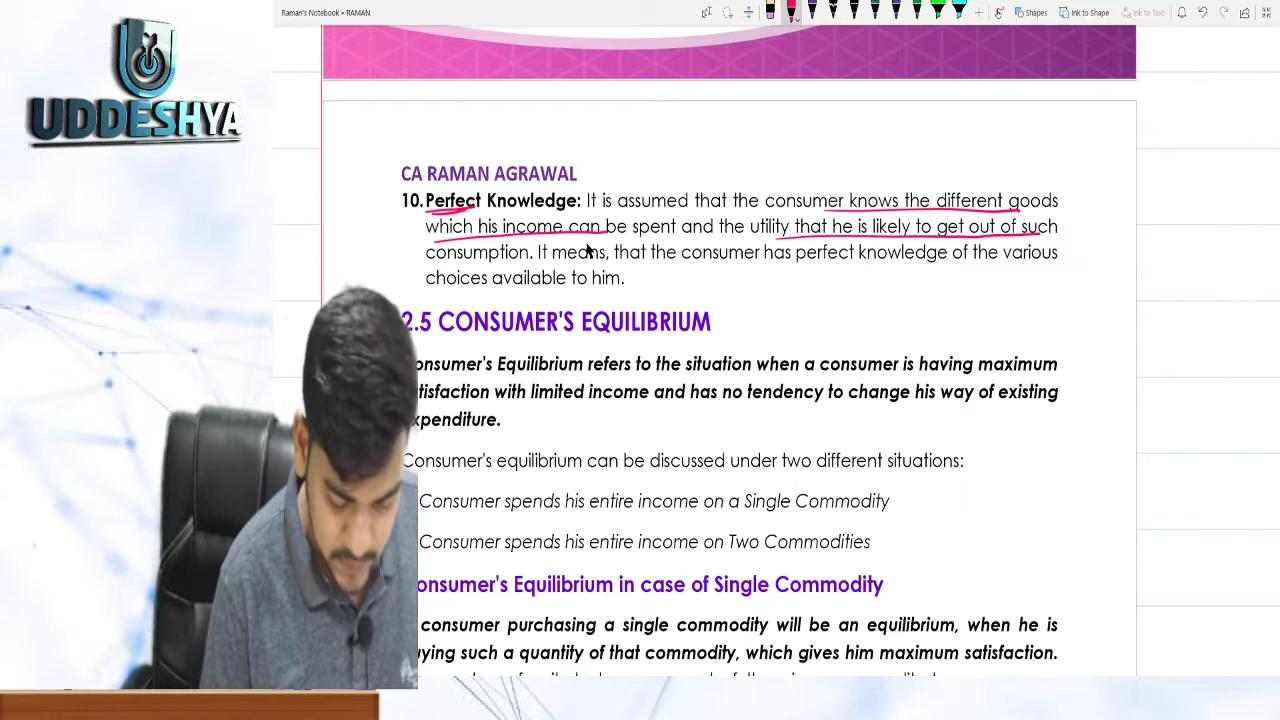 Raman's Notebook » RAMAN
Shapes
Ink to Shape
Ink to Text
UDDESHYA
CA RAMAN AGRAWAL
10. Perfect Knowledge: It is assumed that the consumer knows the different goods
which his income can be spent and the utility that he is likely to get out of such
consumption. It means, that the consumer has perfect knowledge of the various
choices available to him.
2.5 CONSUMER'S EQUILIBRIUM
onsumer's Equilibrium refers to the situation when a consumer is having maximum
tisfaction with limited income and has no tendency to change his way of existing
xpenditure.
Consumer's equilibrium can be discussed under two different situations:
Consumer spends his entire income on a Single Commodity
Consumer spends his entire income on Two Commodities
onsumer's Equilibrium in case of Single Commodity
consumer purchasing a single commodity will be an equilibrium, when he is
ying such a quantity of that commodity, which gives him maximum satisfaction.